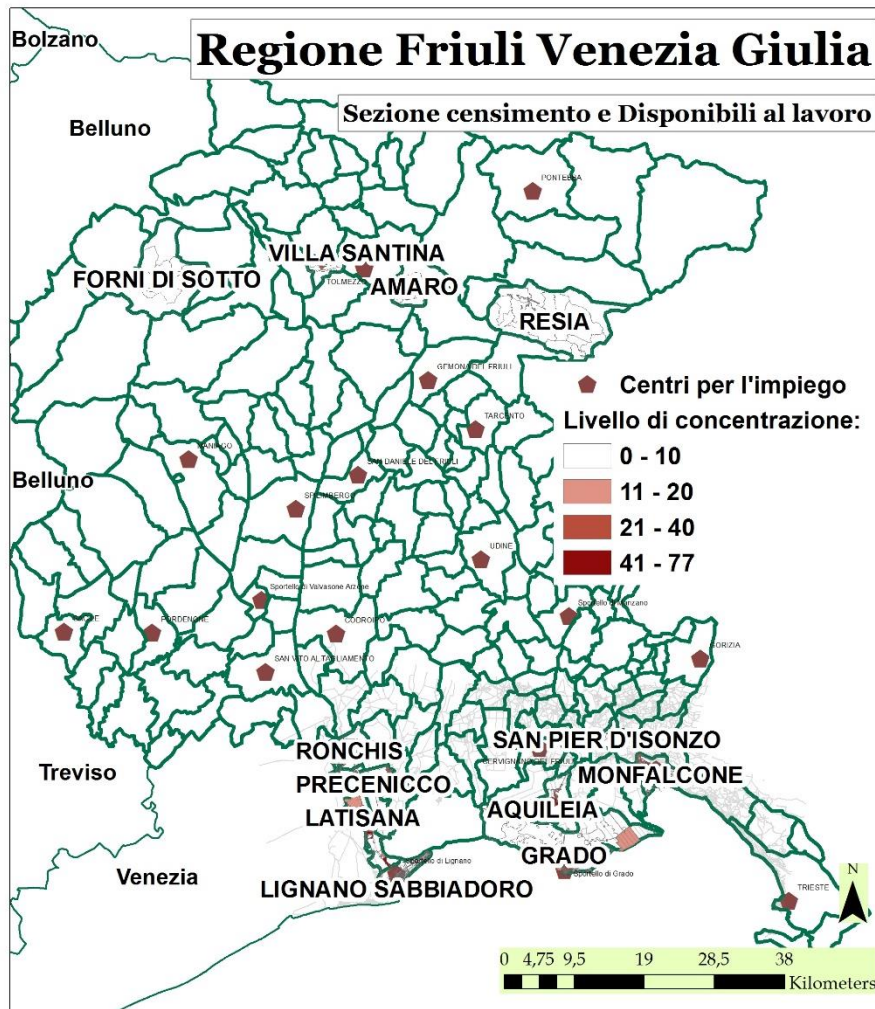 Bolzano
Regione Friuli Venezia Giulia
Sezione censimento e Disponibili al lavoro
Belluno
PONTEBBA
VILLA SANTINA
FORNI DI SOTTO
AMARO
RESIA
GEMONA DEL FRIULI
Centri per l'impiego
Livello di concentrazione:
TARCENTO
0 - 10
SAN DANIELE DEL FRIULI
Belluno
11 - 20
SPILIMBERGO
21 - 40
UDINE
41 - 77
Sportello di Valvasone Arzene
PORDENONE
CODROIPO
GORIZIA
SAN VITO AL TAGLIAMENTO
RONCHIS
SAN PIER D'ISONZO
CERVIGNANO DEL FRIULI
Treviso
PRECENICCO
MONFALCONE
LATISANA
AQUILEIA
GRADO
Venezia
Sportello di Lignano
Sportello di Grado
LIGNANO SABBIADORO
N
TRIESTE
0 4,75 9,5 19 28,5 38
Kilometers